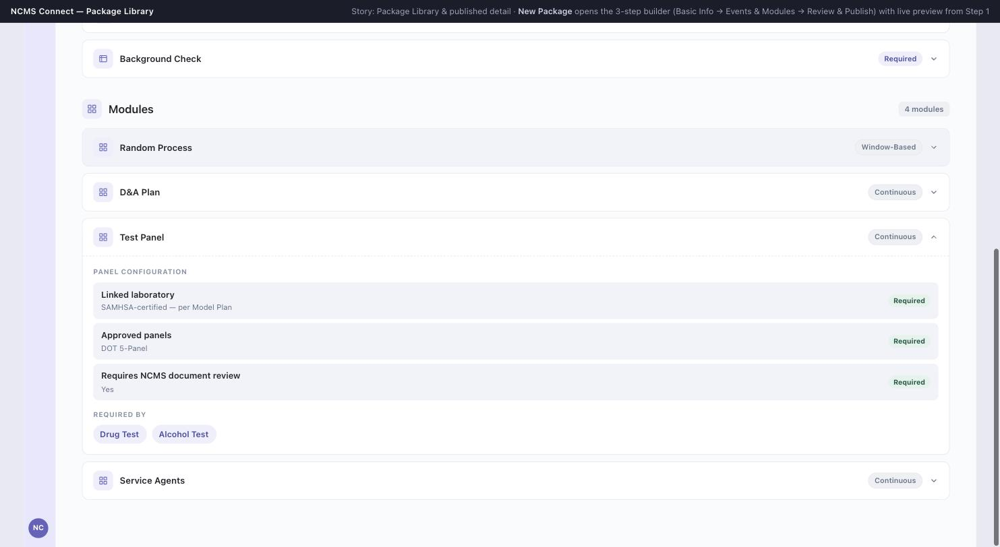 NCMS Connect — Package Library
Story: Package Library & published detail · New Package opens the 3-step builder (Basic Info → Events & Modules → Review & Publish) with live preview from Step 1
Background Check
Required
Modules
4 modules
Random Process
Window-Based
D&A Plan
Continuous
Test Panel
Continuous
PANEL CONFIGURATION
Linked laboratory
SAMHSA-certified — per Model Plan
Required
Approved panels
DOT 5-Panel
Required
Requires NCMS document review
Yes
Required
REQUIRED BY
Drug Test
Alcohol Test
Service Agents
Continuous
NC